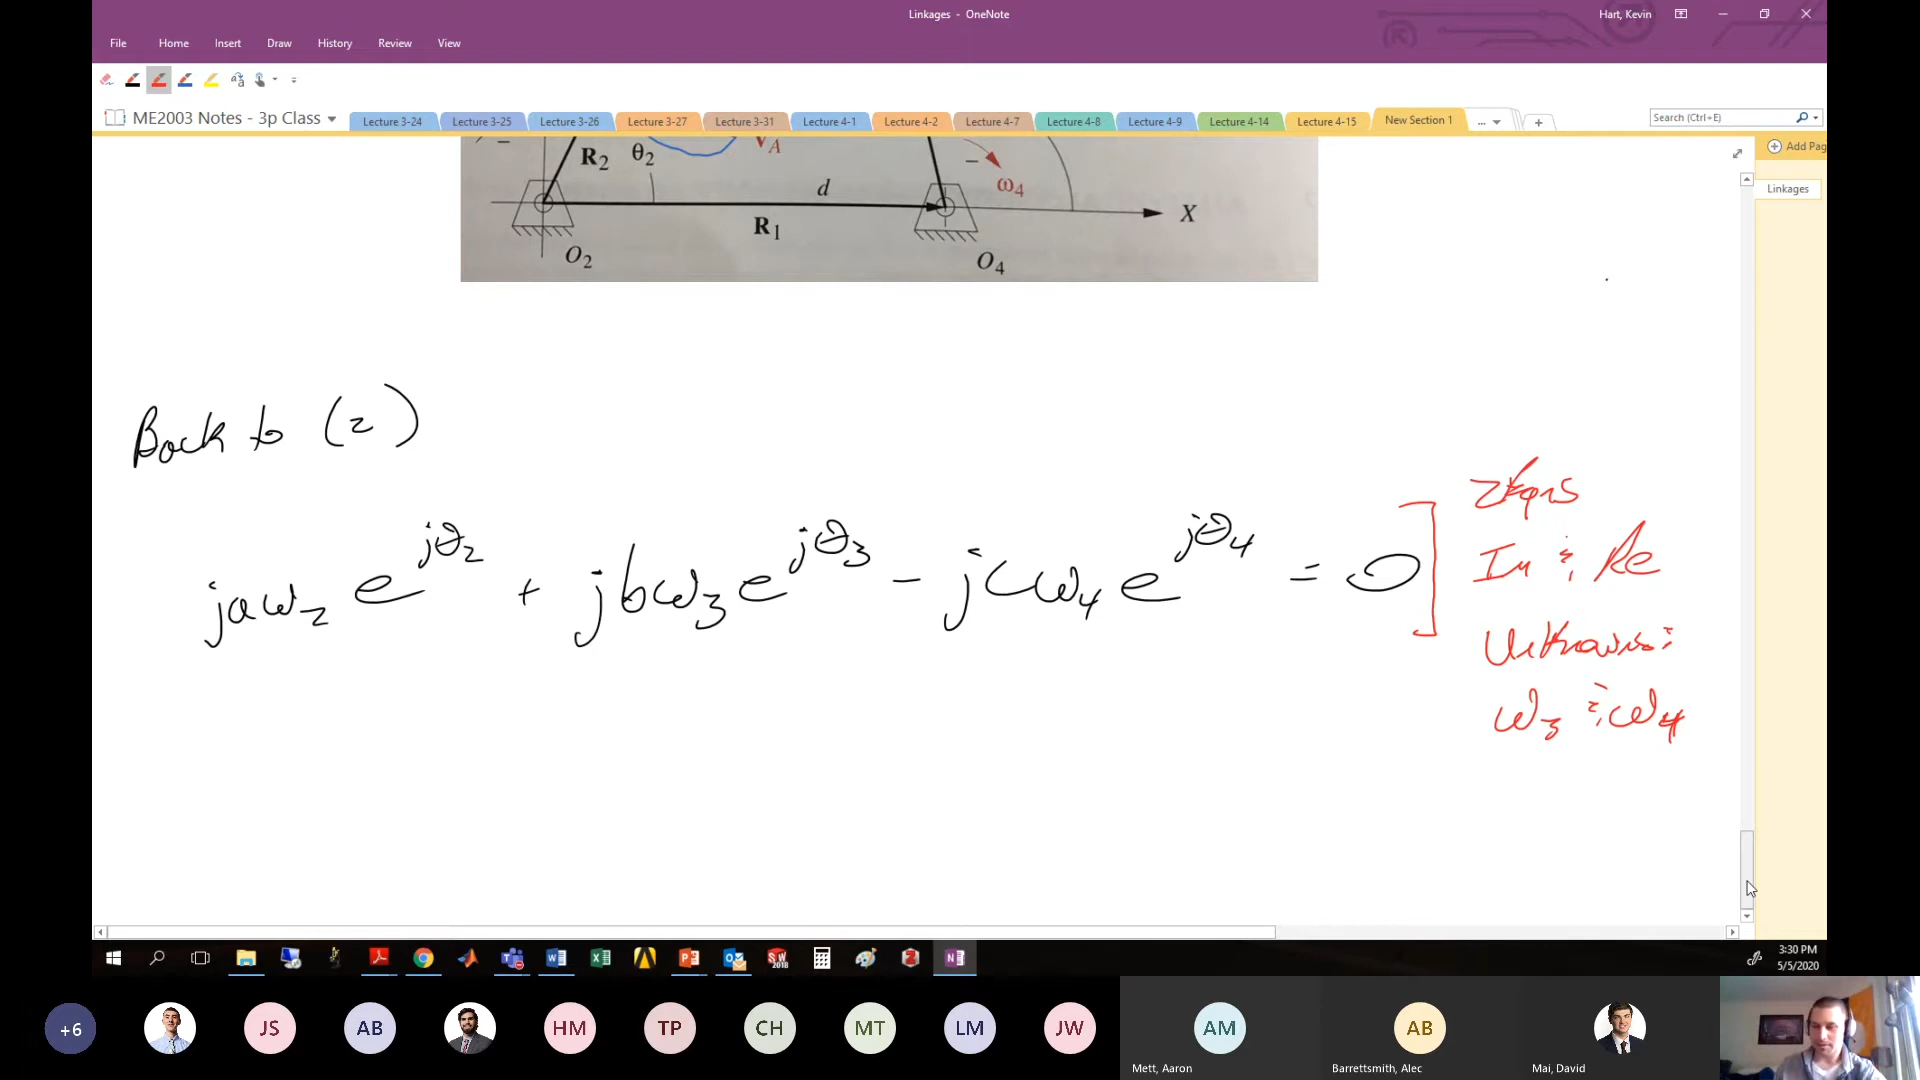 Linkages - OneNote
Hart, Kevin
File Home Insert Draw History Review View
ME2003 Notes - 3p Class
Lecture 3-24 Lecture 3-25 Lecture 3-26 Lecture 3-27 Lecture 3-31 Lecture 4-1 Lecture 4-2 Lecture 4-7 Lecture 4-8 Lecture 4-9 Lecture 4-14 Lecture 4-15 New Section 1 ...
Search (Ctrl+E)
Add Pag
Linkages
R2 θ2 VA
d
ω4
R1
X
O2
O4
Back to (2)
jaω2 e^jθ2 + jbω3 e^jθ3 - jcω4 e^jθ4 = 0
2 Eqns
Im & Re
Unknowns:
ω3 & ω4
3:30 PM
5/5/2020
+6 JS AB HM TP CH MT LM JW AM AB
Mett, Aaron
Barrettsmith, Alec
Mai, David